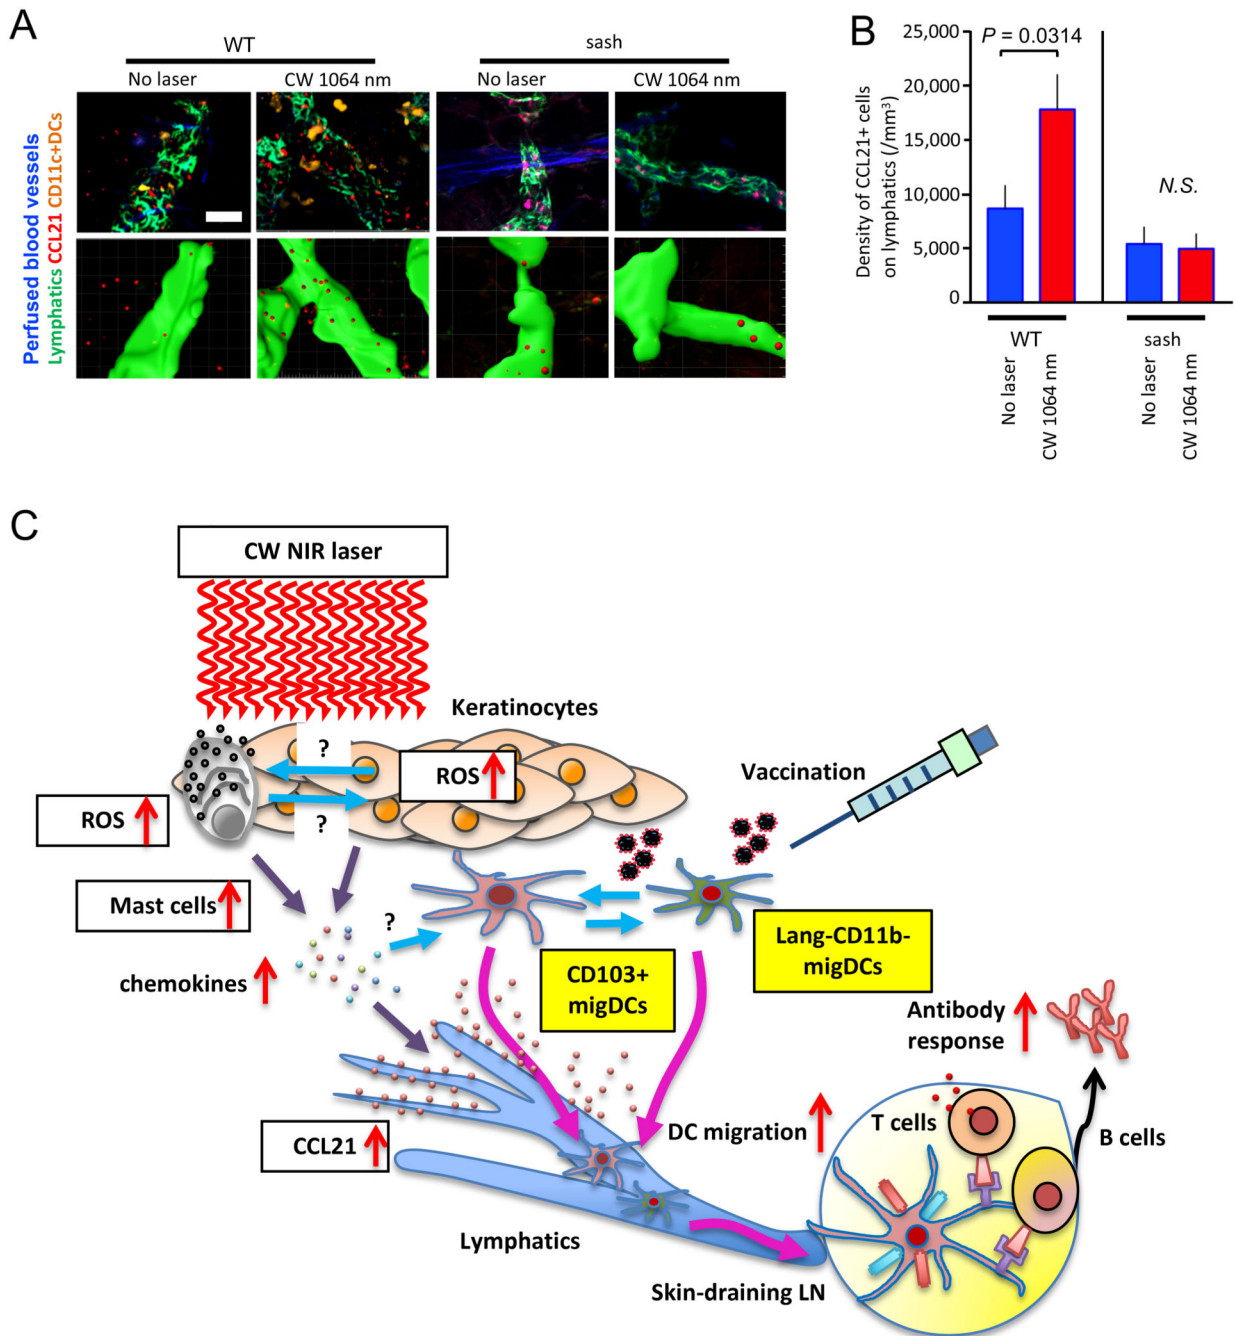 A
WT
sash
No laser
CW 1064 nm
No laser
CW 1064 nm
Perfused blood vessels
Lymphatics CCL21 CD11c+DCs
B
Density of CCL21+ cells
on lymphatics (/mm³)
25,000
20,000
15,000
10,000
5,000
0
P = 0.0314
N.S.
WT
sash
No laser
CW 1064 nm
No laser
CW 1064 nm
C
CW NIR laser
Keratinocytes
?
ROS
Vaccination
ROS
?
Mast cells
?
chemokines
CD103+
migDCs
Lang-CD11b-
migDCs
Antibody
response
CCL21
DC migration
T cells
B cells
Lymphatics
Skin-draining LN